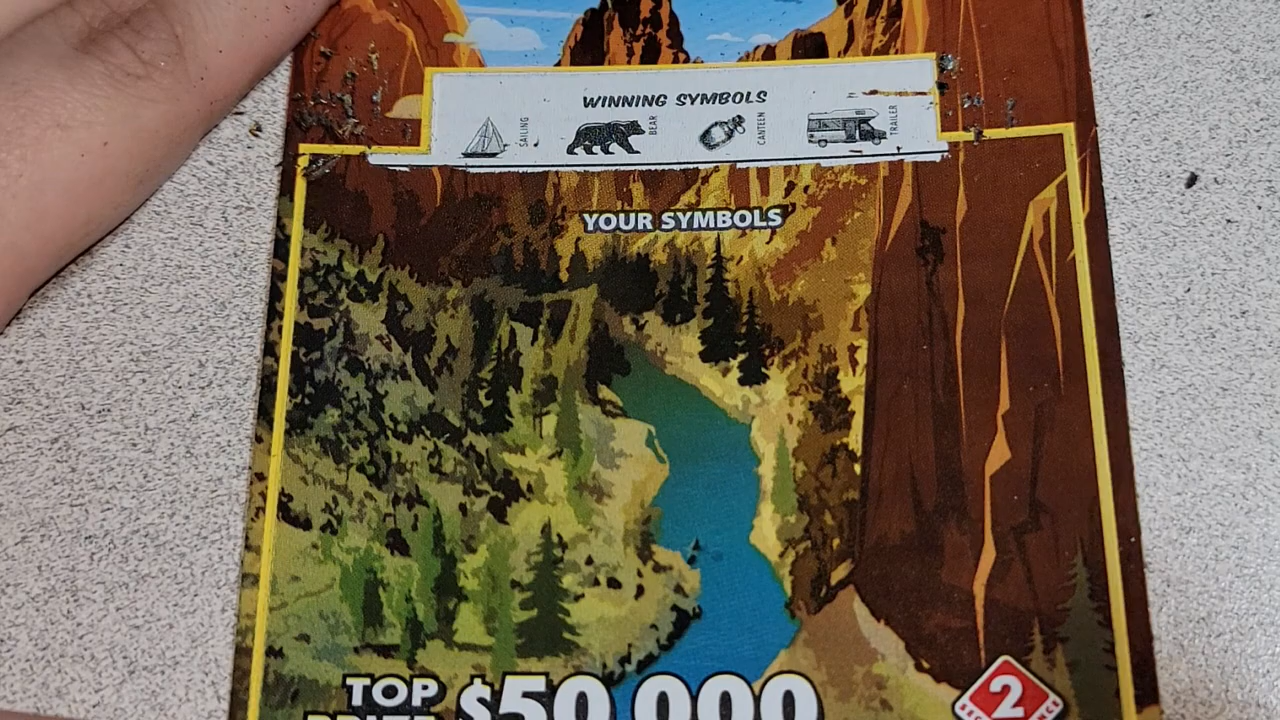 WINNING SYMBOLS
SAILING
BEAR
CANTEEN
TRAILER
YOUR SYMBOLS
TOP
$50,000
2